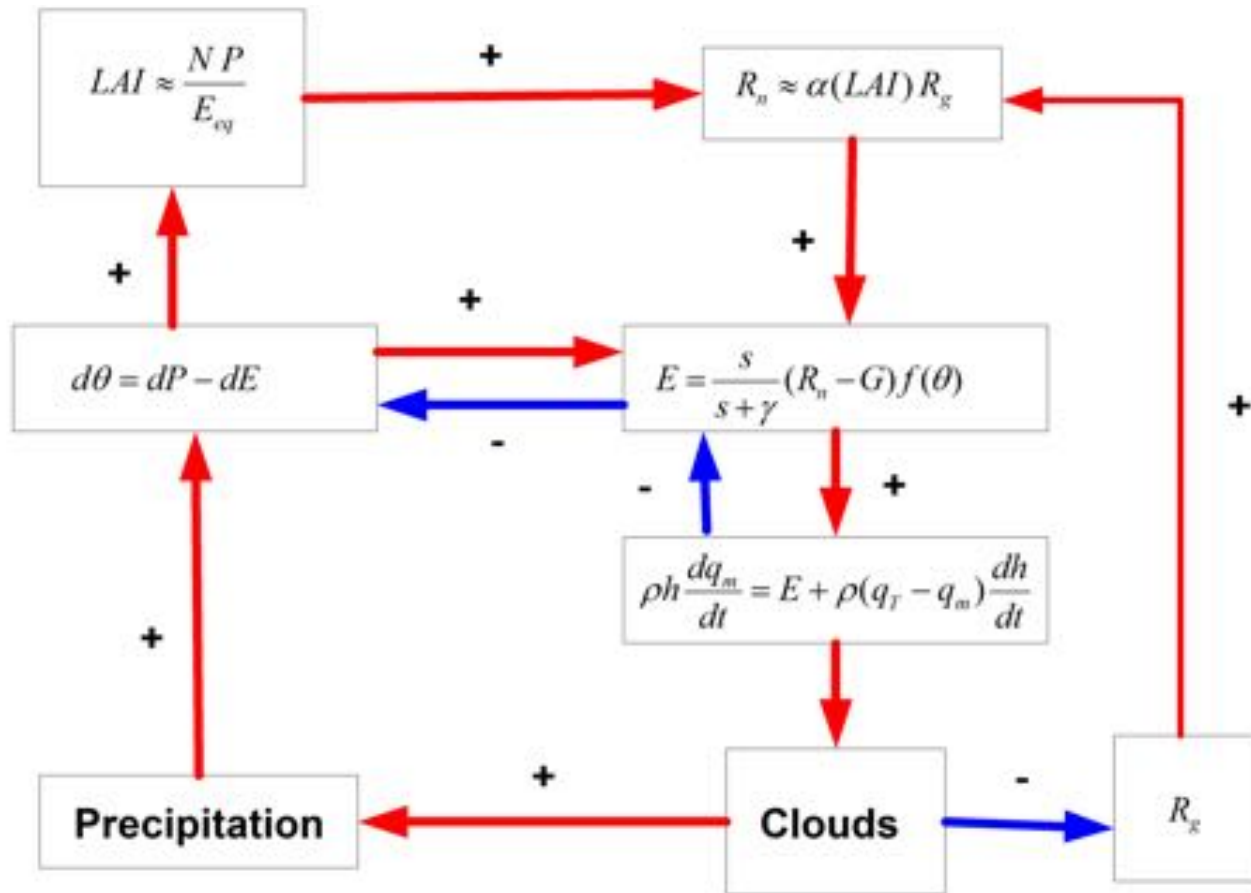 LAI ≈ N P / E_eq
+
R_n ≈ α(LAI) R_g
+
+
+
dθ = dP − dE
E = s / (s + γ) (R_n − G) f(θ)
+
-
-
+
ρh dq_m / dt = E + ρ(q_T − q_m) dh / dt
+
+
-
Precipitation
Clouds
R_g